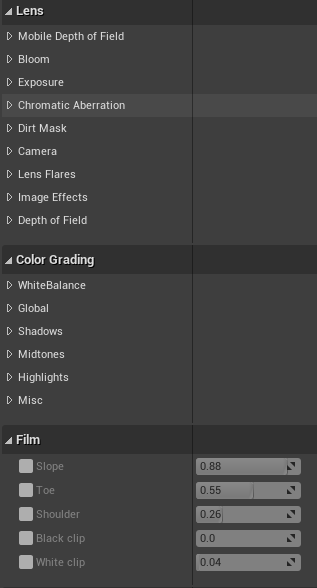 Lens
Mobile Depth of Field
Bloom
Exposure
Chromatic Aberration
Dirt Mask
Camera
Lens Flares
Image Effects
Depth of Field
Color Grading
WhiteBalance
Global
Shadows
Midtones
Highlights
Misc
Film
Slope 0.88
Toe 0.55
Shoulder 0.26
Black clip 0.0
White clip 0.04